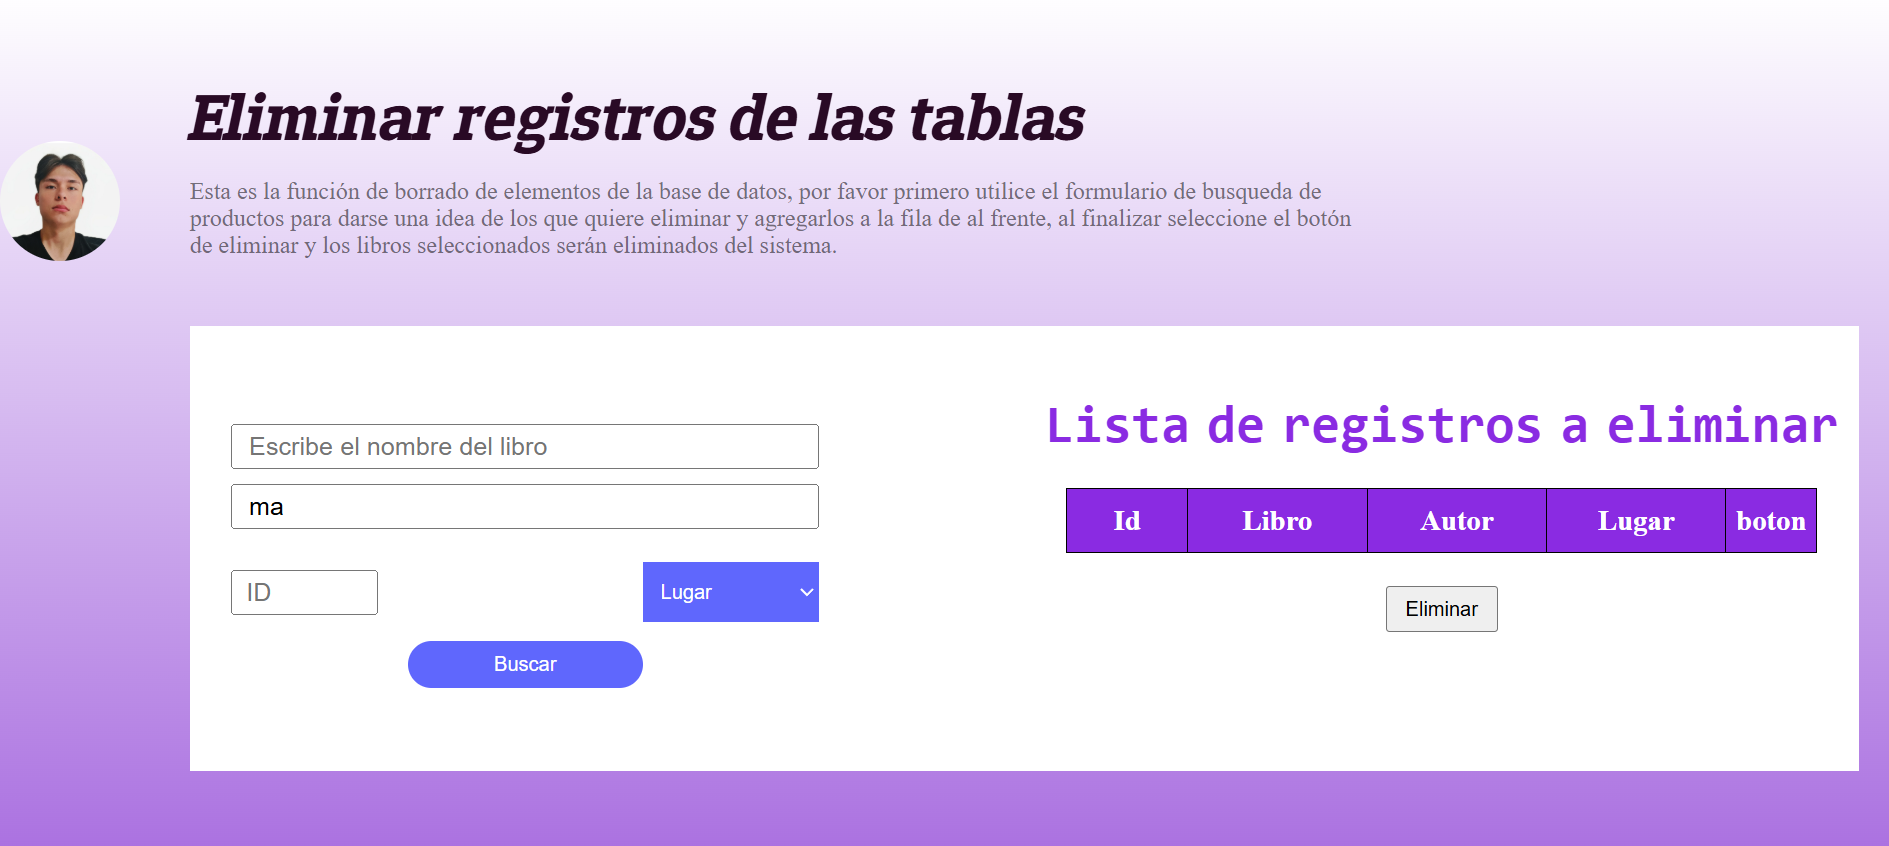 Eliminar registros de las tablas
Esta es la función de borrado de elementos de la base de datos, por favor primero utilice el formulario de busqueda de
productos para darse una idea de los que quiere eliminar y agregarlos a la fila de al frente, al finalizar seleccione el botón
de eliminar y los libros seleccionados serán eliminados del sistema.
Escribe el nombre del libro
ma
ID
Lugar
Buscar
Lista de registros a eliminar
Id Libro Autor Lugar boton
Eliminar